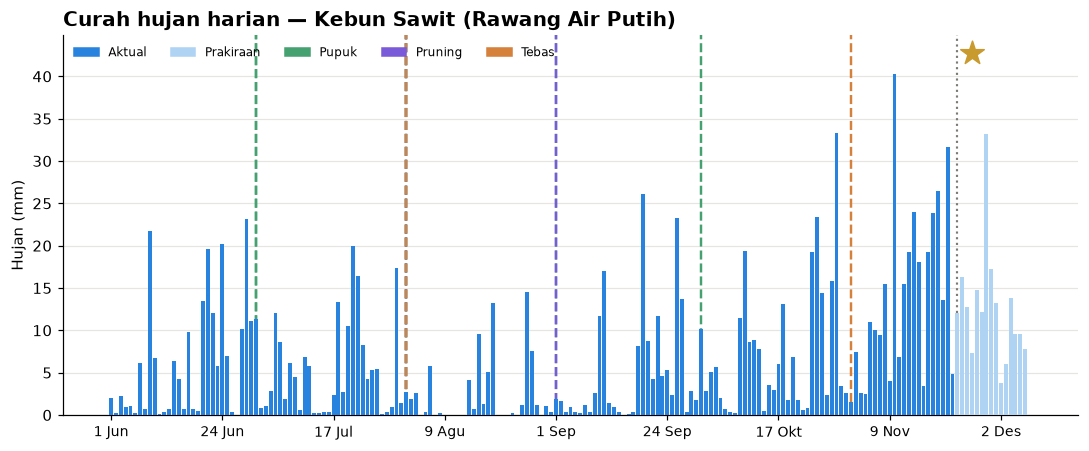 Curah hujan harian — Kebun Sawit (Rawang Air Putih)
Aktual Prakiraan Pupuk Pruning Tebas
Hujan (mm)
40
35
30
25
20
15
10
5
0
1 Jun 24 Jun 17 Jul 9 Agu 1 Sep 24 Sep 17 Okt 9 Nov 2 Des